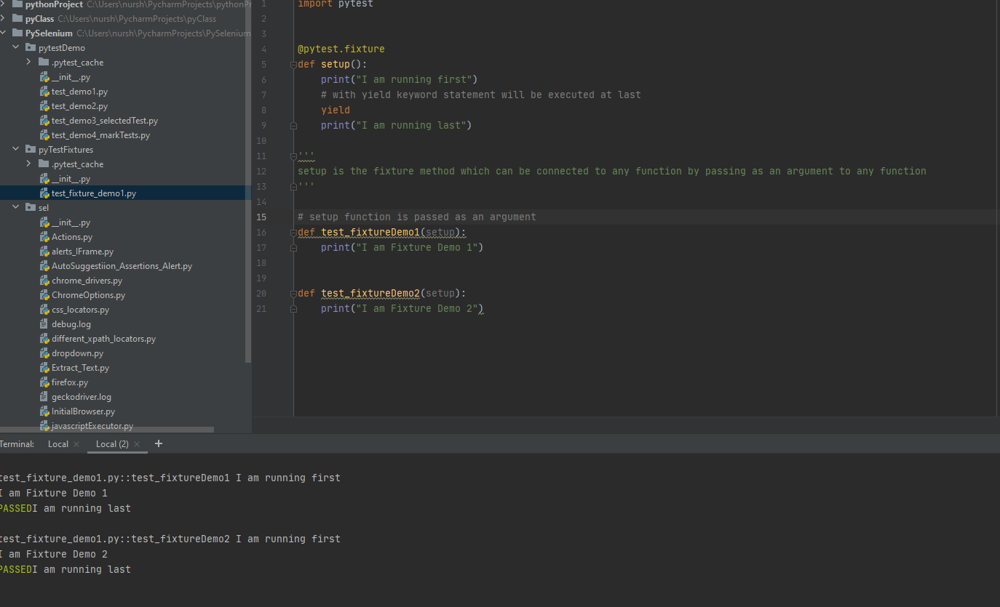 pythonProject C:\Users\nursh\PycharmProjects\pythonPr
pyClass C:\Users\nursh\PycharmProjects\pyClass
PySelenium C:\Users\nursh\PycharmProjects\PySelenium
pytestDemo
.pytest_cache
__init__.py
test_demo1.py
test_demo2.py
test_demo3_selectedTest.py
test_demo4_markTests.py
pyTestFixtures
.pytest_cache
__init__.py
test_fixture_demo1.py
sel
__init__.py
Actions.py
alerts_IFrame.py
AutoSuggestiion_Assertions_Alert.py
chrome_drivers.py
ChromeOptions.py
css_locators.py
debug.log
different_xpath_locators.py
dropdown.py
Extract_Text.py
firefox.py
geckodriver.log
InitialBrowser.py
javascriptExecutor.py
1 import pytest
2
3
4 @pytest.fixture
5 def setup():
6     print("I am running first")
7     # with yield keyword statement will be executed at last
8     yield
9     print("I am running last")
10
11 '''
12 setup is the fixture method which can be connected to any function by passing as an argument to any function
13 '''
14
15 # setup function is passed as an argument
16 def test_fixtureDemo1(setup):
17     print("I am Fixture Demo 1")
18
19
20 def test_fixtureDemo2(setup):
21     print("I am Fixture Demo 2")
Terminal: Local × Local (2) × +
test_fixture_demo1.py::test_fixtureDemo1 I am running first
I am Fixture Demo 1
PASSEDI am running last
test_fixture_demo1.py::test_fixtureDemo2 I am running first
I am Fixture Demo 2
PASSEDI am running last